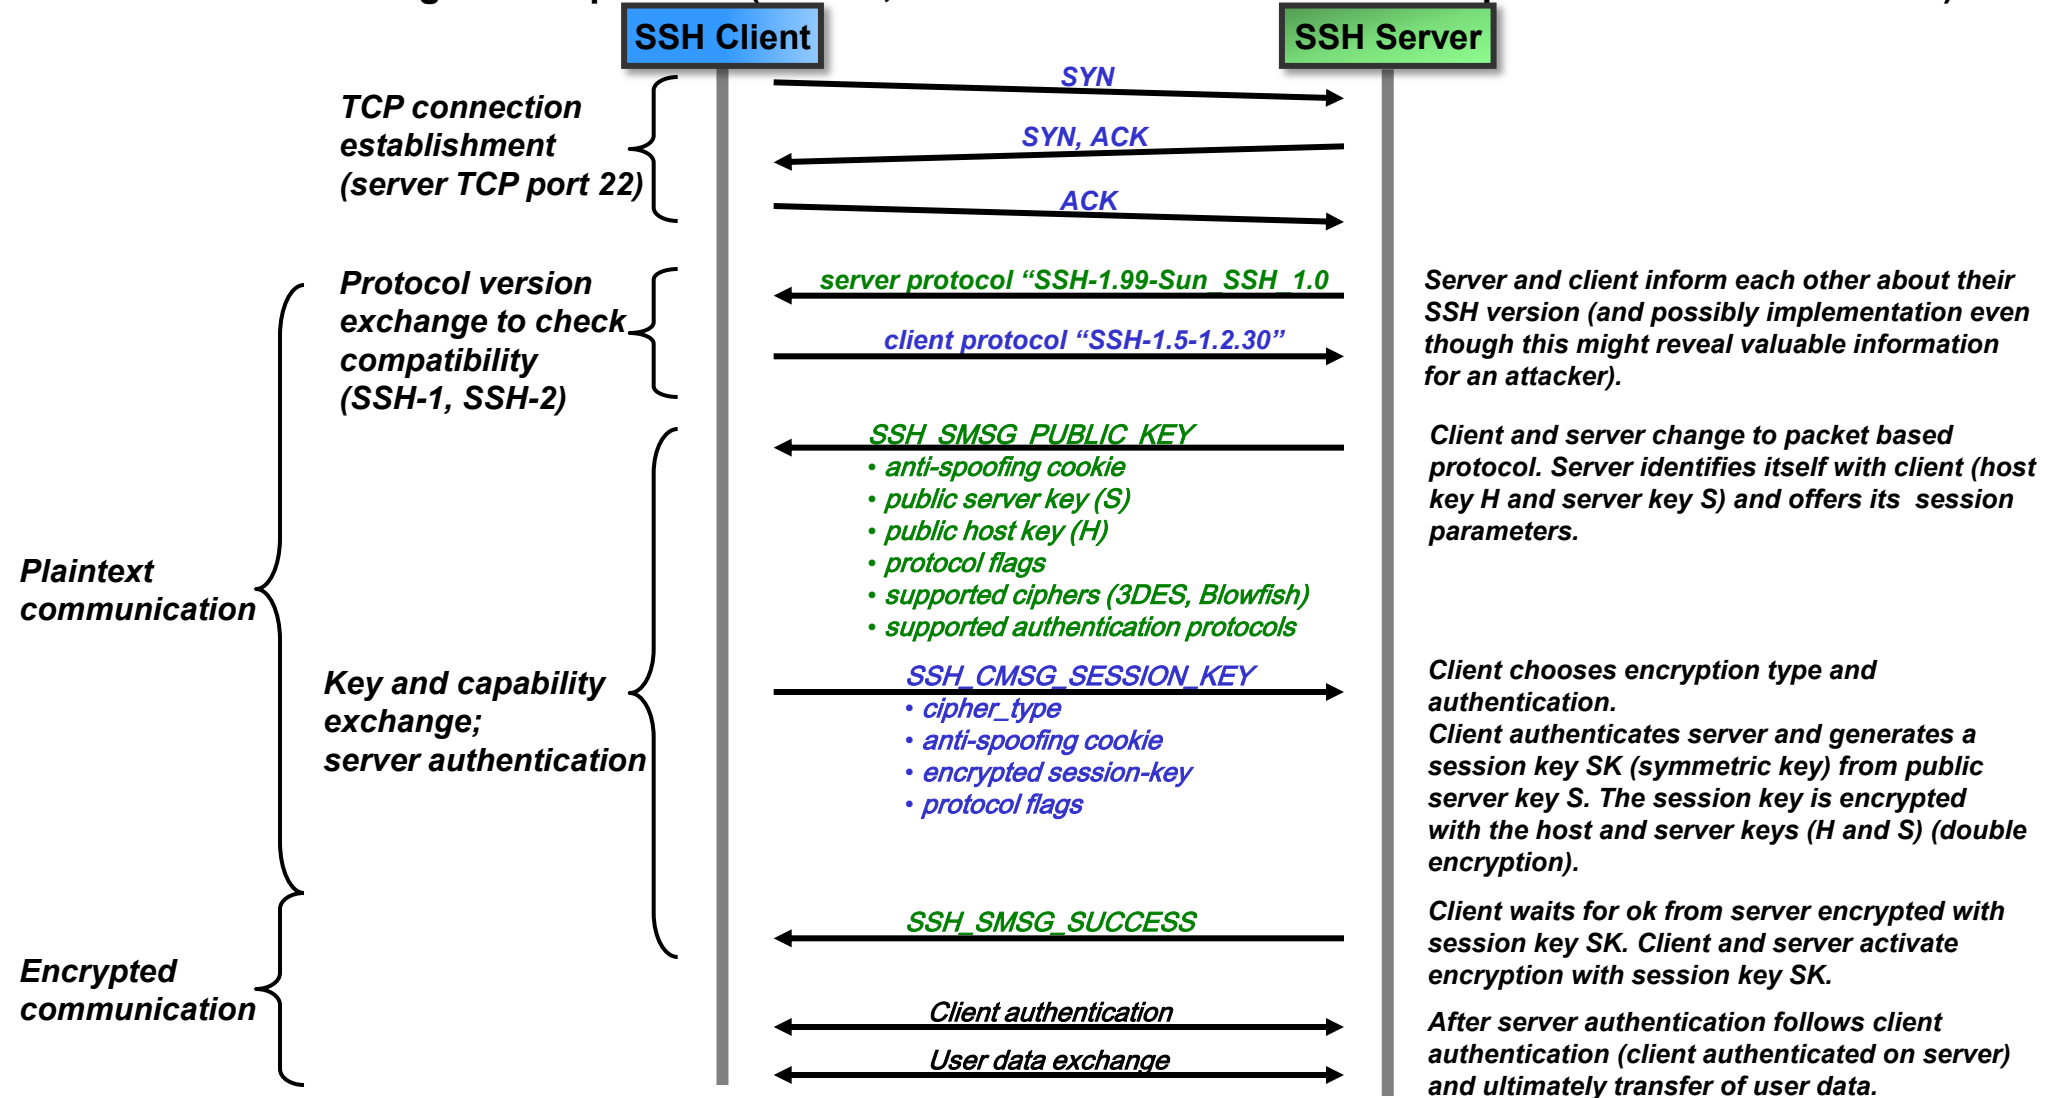 SSH Client
SSH Server
TCP connection
establishment
(server TCP port 22)
SYN
SYN, ACK
ACK
Protocol version
exchange to check
compatibility
(SSH-1, SSH-2)
server protocol “SSH-1.99-Sun_SSH_1.0
client protocol “SSH-1.5-1.2.30”
Server and client inform each other about their
SSH version (and possibly implementation even
though this might reveal valuable information
for an attacker).
Plaintext
communication
Key and capability
exchange;
server authentication
SSH_SMSG_PUBLIC_KEY
• anti-spoofing cookie
• public server key (S)
• public host key (H)
• protocol flags
• supported ciphers (3DES, Blowfish)
• supported authentication protocols
Client and server change to packet based
protocol. Server identifies itself with client (host
key H and server key S) and offers its  session
parameters.
SSH_CMSG_SESSION_KEY
• cipher_type
• anti-spoofing cookie
• encrypted session-key
• protocol flags
Client chooses encryption type and
authentication.
Client authenticates server and generates a
session key SK (symmetric key) from public
server key S. The session key is encrypted
with the host and server keys (H and S) (double
encryption).
Encrypted
communication
SSH_SMSG_SUCCESS
Client waits for ok from server encrypted with
session key SK. Client and server activate
encryption with session key SK.
Client authentication
User data exchange
After server authentication follows client
authentication (client authenticated on server)
and ultimately transfer of user data.